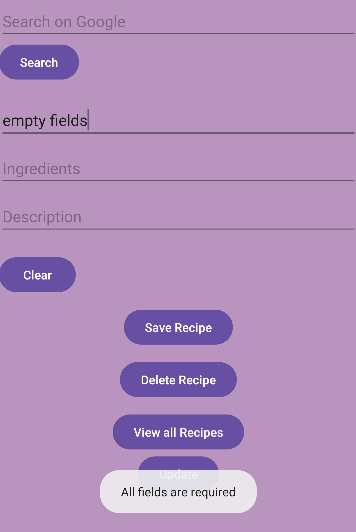 Search on Google
Search
empty fields
Ingredients
Description
Clear
Save Recipe
Delete Recipe
View all Recipes
Update
All fields are required